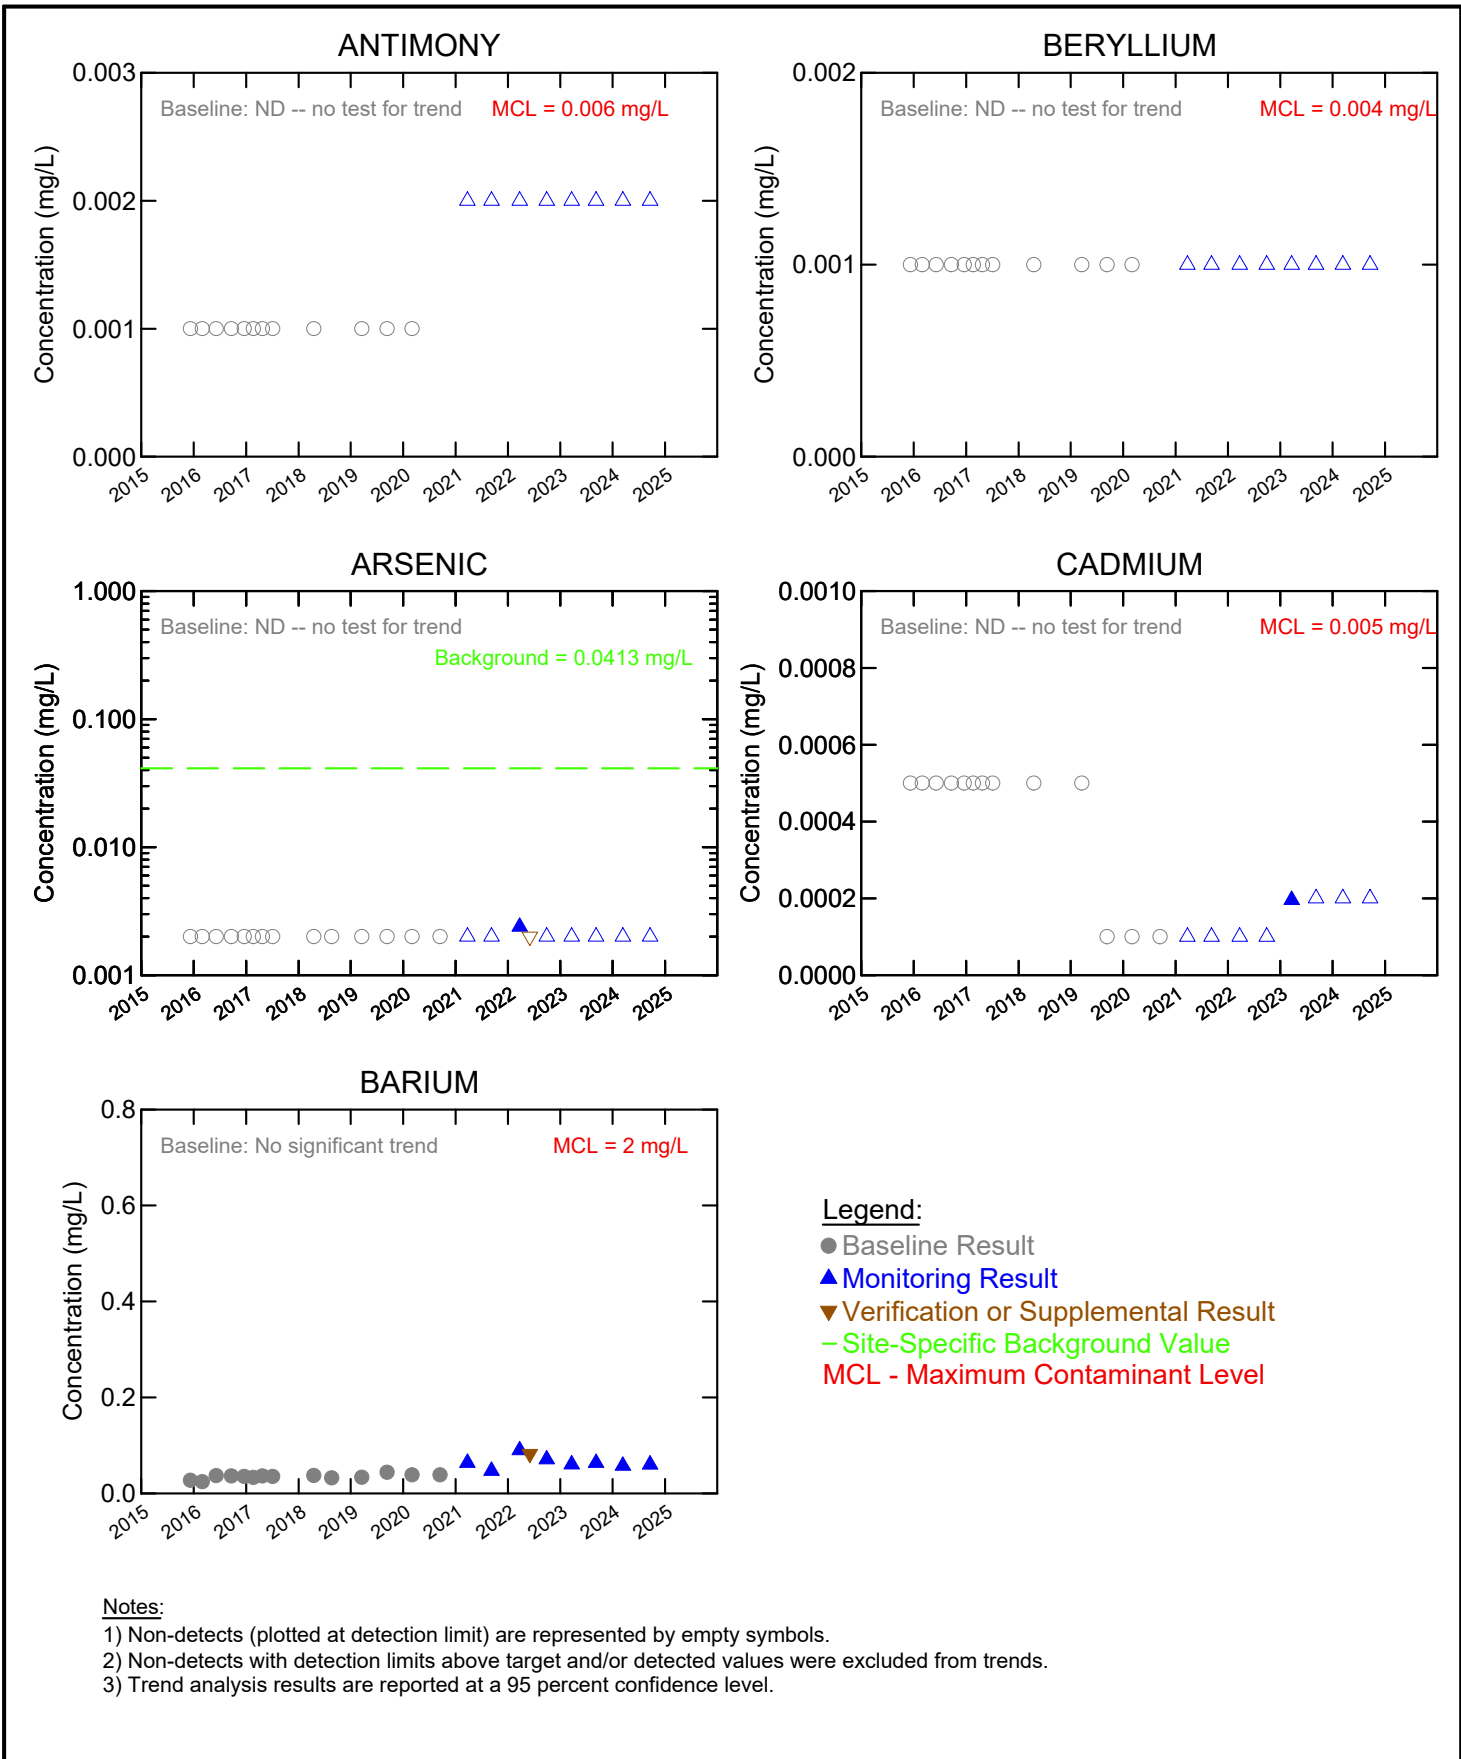 ANTIMONY
Baseline: ND -- no test for trend
MCL = 0.006 mg/L
Concentration (mg/L)
0.003
0.002
0.001
0.000
2015 2016 2017 2018 2019 2020 2021 2022 2023 2024 2025
BERYLLIUM
Baseline: ND -- no test for trend
MCL = 0.004 mg/L
Concentration (mg/L)
0.002
0.001
0.000
2015 2016 2017 2018 2019 2020 2021 2022 2023 2024 2025
ARSENIC
Baseline: ND -- no test for trend
Background = 0.0413 mg/L
Concentration (mg/L)
1.000
0.100
0.010
0.001
2015 2016 2017 2018 2019 2020 2021 2022 2023 2024 2025
CADMIUM
Baseline: ND -- no test for trend
MCL = 0.005 mg/L
Concentration (mg/L)
0.0010
0.0008
0.0006
0.0004
0.0002
0.0000
2015 2016 2017 2018 2019 2020 2021 2022 2023 2024 2025
BARIUM
Baseline: No significant trend
MCL = 2 mg/L
Concentration (mg/L)
0.8
0.6
0.4
0.2
0.0
2015 2016 2017 2018 2019 2020 2021 2022 2023 2024 2025
Legend:
Baseline Result
Monitoring Result
Verification or Supplemental Result
Site-Specific Background Value
MCL - Maximum Contaminant Level
Notes:
1) Non-detects (plotted at detection limit) are represented by empty symbols.
2) Non-detects with detection limits above target and/or detected values were excluded from trends.
3) Trend analysis results are reported at a 95 percent confidence level.